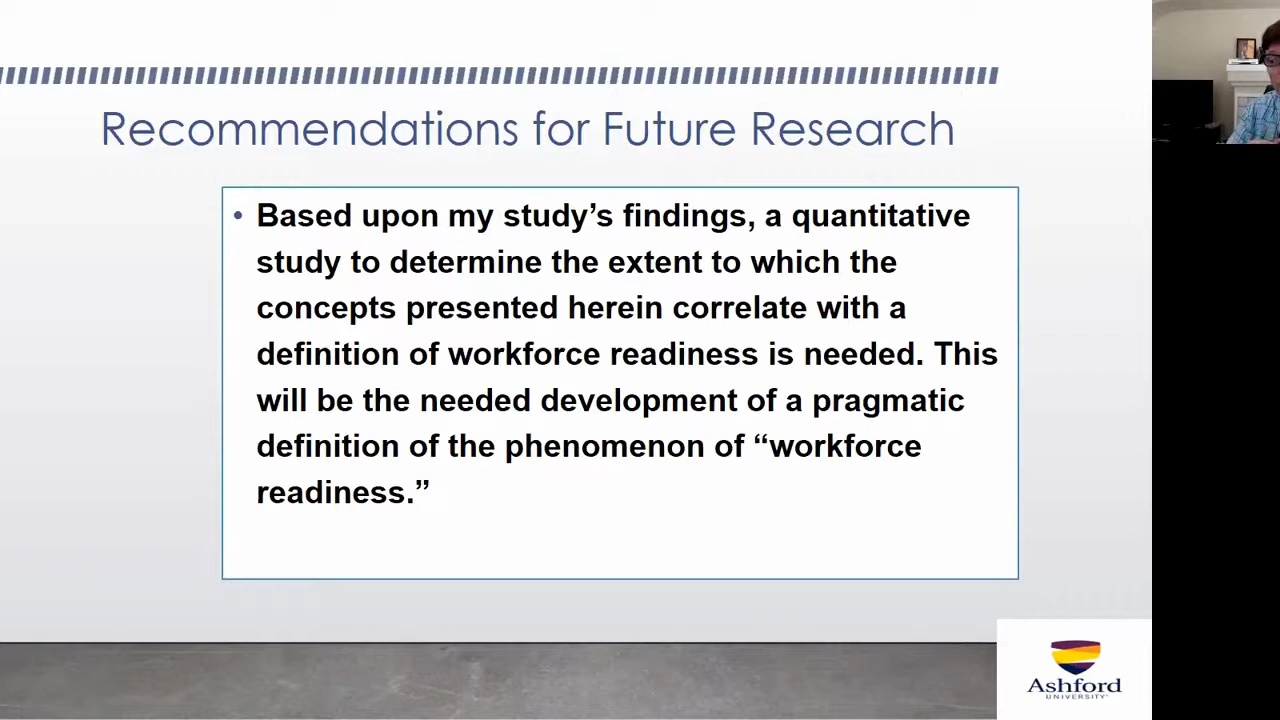 Recommendations for Future Research
• Based upon my study’s findings, a quantitative
study to determine the extent to which the
concepts presented herein correlate with a
definition of workforce readiness is needed. This
will be the needed development of a pragmatic
definition of the phenomenon of “workforce
readiness.”
Ashford
UNIVERSITY